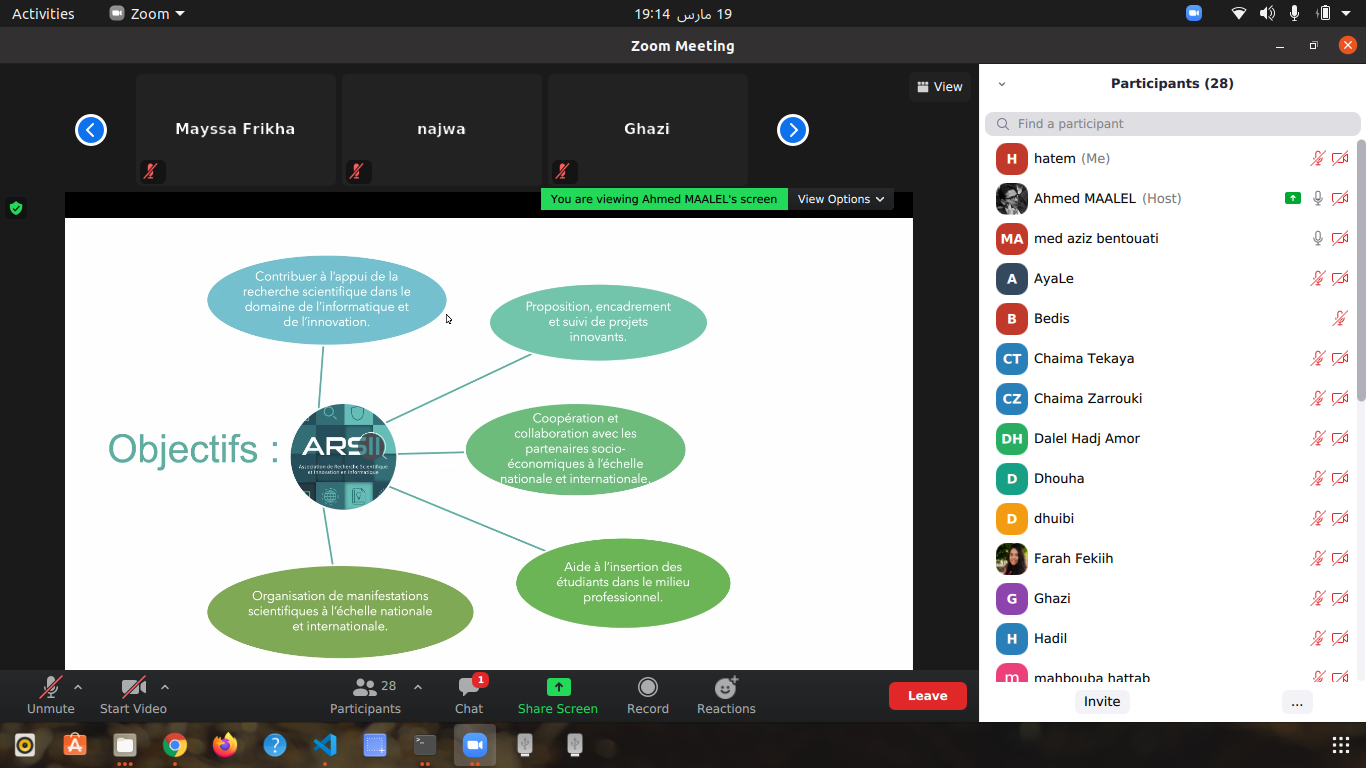 Activities
Zoom
19 مارس 19:14
Zoom Meeting
Mayssa Frikha
najwa
Ghazi
View
You are viewing Ahmed MAALEL's screen
View Options
Contribuer à l'appui de la
recherche scientifique dans le
domaine de l'informatique et
de l'innovation.
Proposition, encadrement
et suivi de projets
innovants.
Objectifs :
ARSII
Association de Recherche Scientifique
et Innovation en Informatique
Coopération et
collaboration avec les
partenaires socio-
économiques à l'échelle
nationale et internationale.
Aide à l'insertion des
étudiants dans le milieu
professionnel.
Organisation de manifestations
scientifiques à l'échelle nationale
et internationale.
Participants (28)
Find a participant
H hatem (Me)
Ahmed MAALEL (Host)
MA med aziz bentouati
A AyaLe
B Bedis
CT Chaima Tekaya
CZ Chaima Zarrouki
DH Dalel Hadj Amor
D Dhouha
D dhuibi
Farah Fekiih
G Ghazi
H Hadil
m mahbouba hattab
Invite
...
Unmute
Start Video
28
Participants
1
Chat
Share Screen
Record
Reactions
Leave